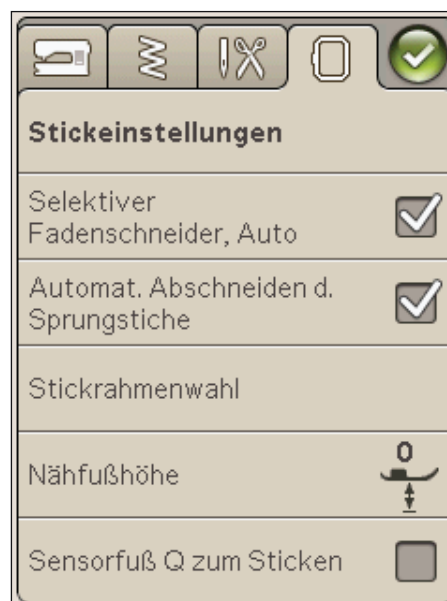 Stickeinstellungen
Selektiver
Fadenschneider, Auto
Automat. Abschneiden d.
Sprungstiche
Stickrahmenwahl
0
Nähfußhöhe
Sensorfuß Q zum Sticken